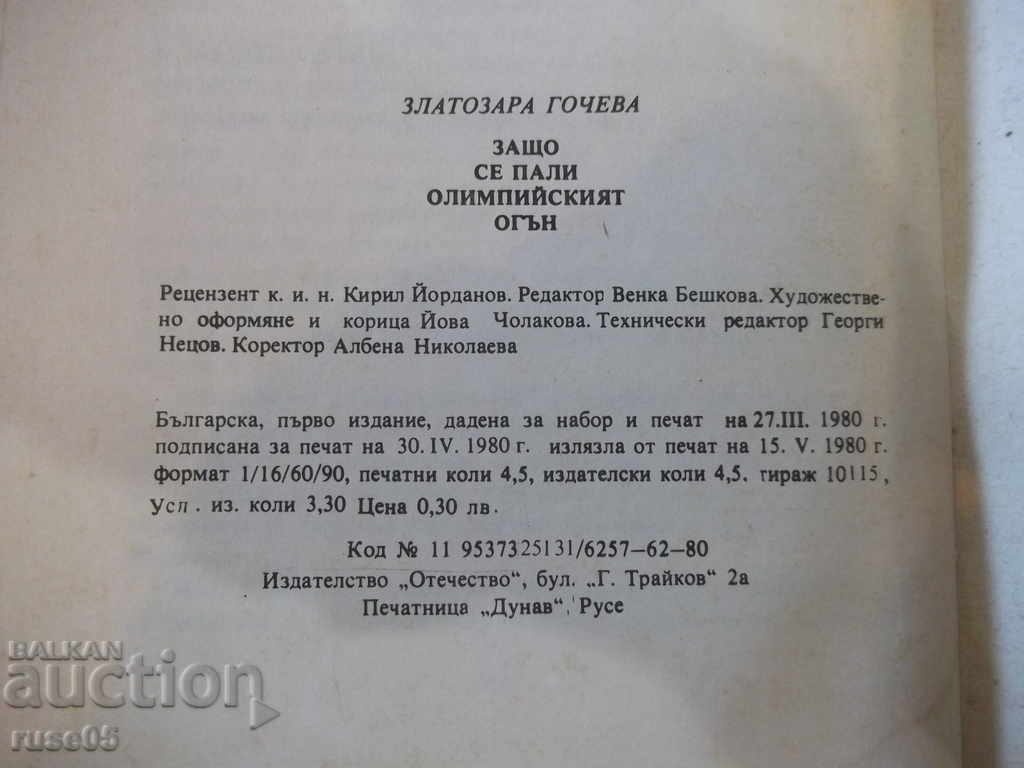 ЗЛАТОЗАРА ГОЧЕВА
ЗАЩО
СЕ ПАЛИ
ОЛИМПИЙСКИЯТ
ОГЪН
Рецензент к. и. н. Кирил Йорданов. Редактор Венка Бешкова. Художестве-
но оформяне и корица Йова Чолакова. Технически редактор Георги
Нецов. Коректор Албена Николаева
Българска, първо издание, дадена за набор и печат на 27.III. 1980 г.
подписана за печат на 30. IV. 1980 г. излязла от печат на 15. V. 1980 г.
формат 1/16/60/90, печатни коли 4,5, издателски коли 4,5. тираж 10115,
Усл. из. коли 3,30 Цена 0,30 лв.
Код № 11 9537325131/6257—62—80
Издателство „Отечество“, бул. „Г. Трайков“ 2а
Печатница „Дунав“, Русе
BALKAN
auction
ruse05